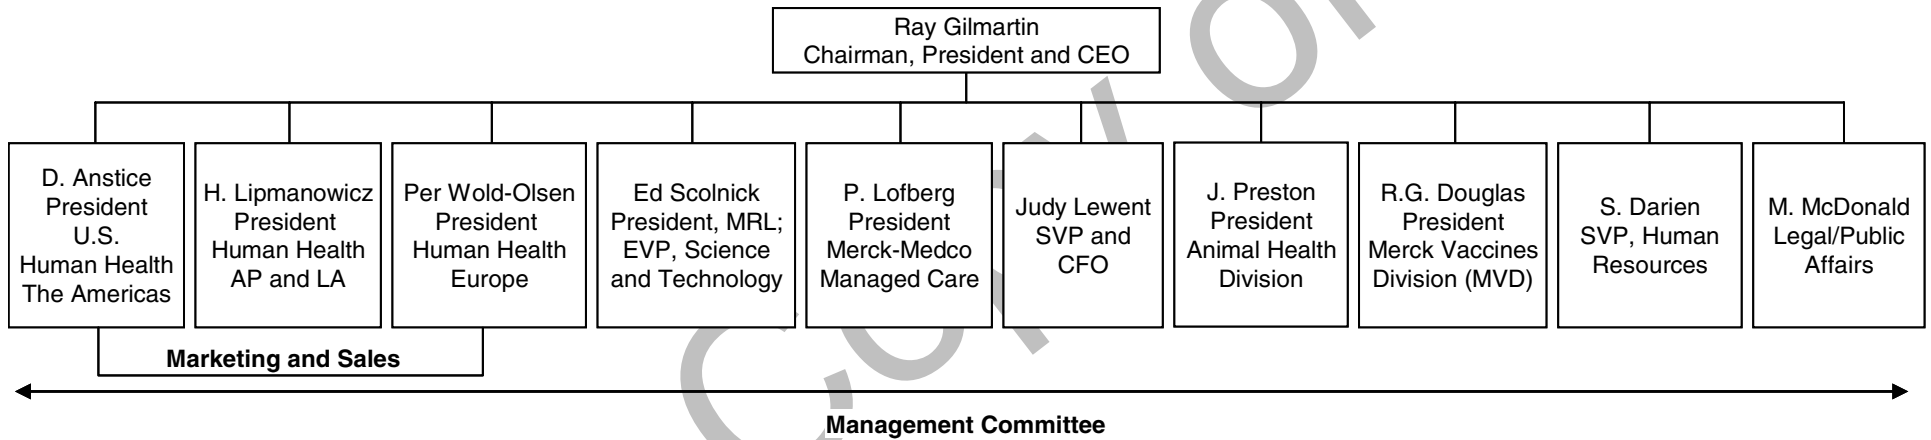 Ray Gilmartin
Chairman, President and CEO
D. Anstice
President
U.S.
Human Health
The Americas
H. Lipmanowicz
President
Human Health
AP and LA
Per Wold-Olsen
President
Human Health
Europe
Ed Scolnick
President, MRL;
EVP, Science
and Technology
P. Lofberg
President
Merck-Medco
Managed Care
Judy Lewent
SVP and
CFO
J. Preston
President
Animal Health
Division
R.G. Douglas
President
Merck Vaccines
Division (MVD)
S. Darien
SVP, Human
Resources
M. McDonald
Legal/Public
Affairs
Marketing and Sales
Management Committee
Copy